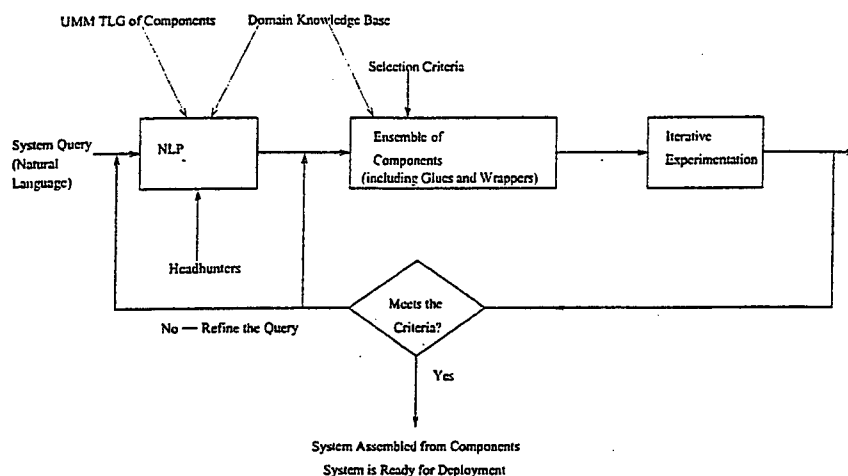 UMM TLG of Components
Domain Knowledge Base
Selection Criteria
System Query
(Natural
Language)
NLP
Ensemble of
Components
(including Glues and Wrappers)
Iterative
Experimentation
Headhunters
Meets the
Criteria?
No — Refine the Query
Yes
System Assembled from Components
System is Ready for Deployment